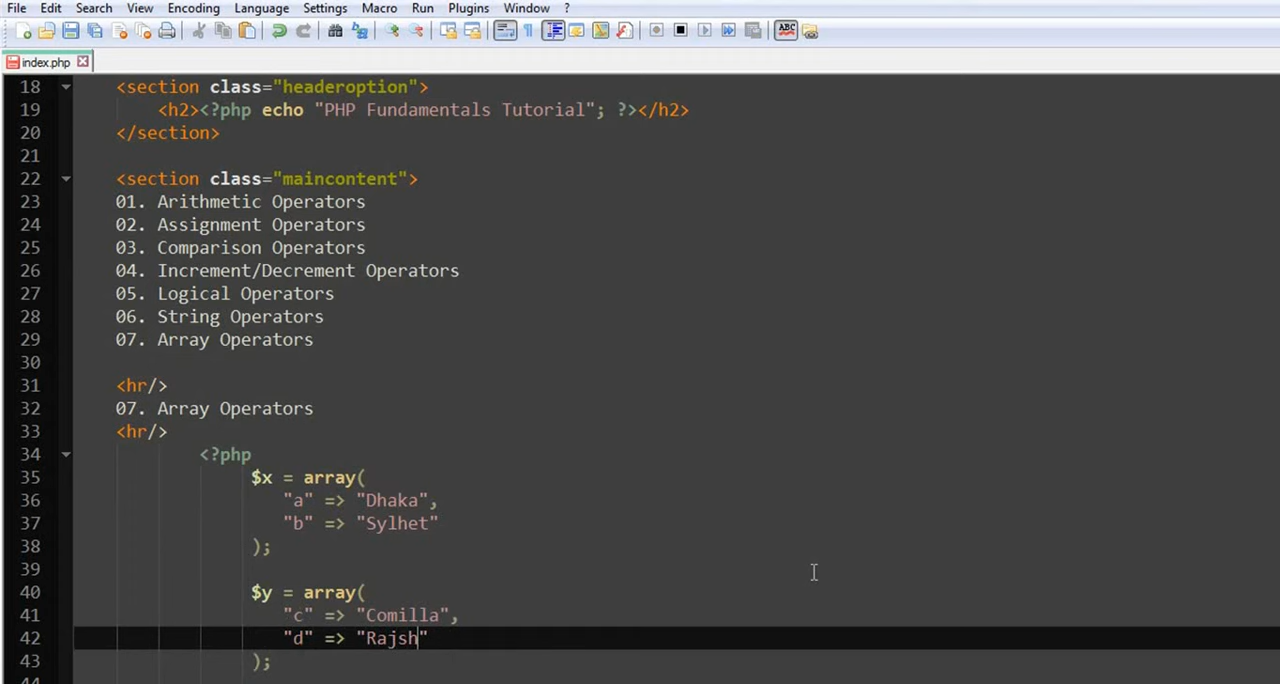 File Edit Search View Encoding Language Settings Macro Run Plugins Window ?
index.php
18 <section class="headeroption">
19 <h2><?php echo "PHP Fundamentals Tutorial"; ?></h2>
20 </section>
21
22 <section class="maincontent">
23 01. Arithmetic Operators
24 02. Assignment Operators
25 03. Comparison Operators
26 04. Increment/Decrement Operators
27 05. Logical Operators
28 06. String Operators
29 07. Array Operators
30
31 <hr/>
32 07. Array Operators
33 <hr/>
34 <?php
35 $x = array(
36 "a" => "Dhaka",
37 "b" => "Sylhet"
38 );
39
40 $y = array(
41 "c" => "Comilla",
42 "d" => "Rajsh"
43 );
44